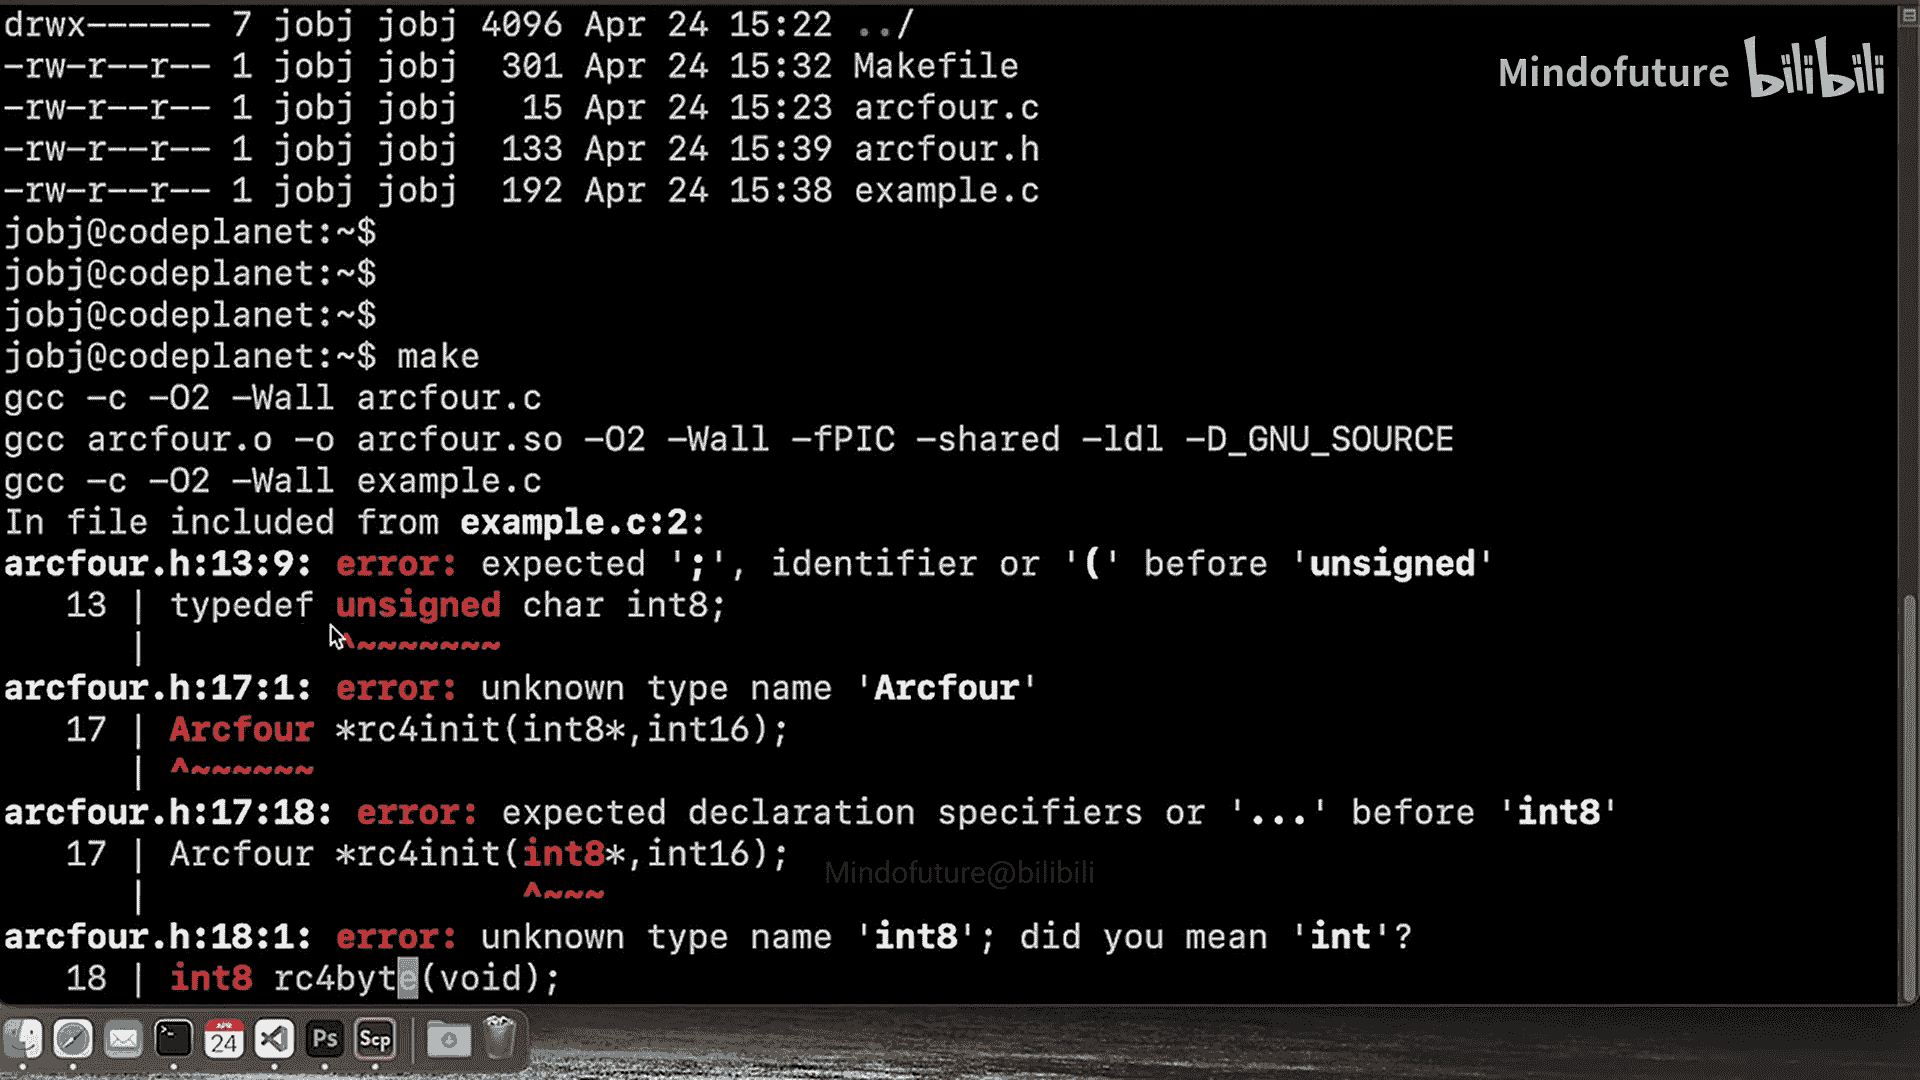 drwx------ 7 jobj jobj 4096 Apr 24 15:22 ../
-rw-r--r-- 1 jobj jobj  301 Apr 24 15:32 Makefile
-rw-r--r-- 1 jobj jobj   15 Apr 24 15:23 arcfour.c
-rw-r--r-- 1 jobj jobj  133 Apr 24 15:39 arcfour.h
-rw-r--r-- 1 jobj jobj  192 Apr 24 15:38 example.c
Mindofuture bilibili
jobj@codeplanet:~$
jobj@codeplanet:~$
jobj@codeplanet:~$
jobj@codeplanet:~$ make
gcc -c -O2 -Wall arcfour.c
gcc arcfour.o -o arcfour.so -O2 -Wall -fPIC -shared -ldl -D_GNU_SOURCE
gcc -c -O2 -Wall example.c
In file included from example.c:2:
arcfour.h:13:9: error: expected ';', identifier or '(' before 'unsigned'
   13 | typedef unsigned char int8;
      |         ^~~~~~~~
arcfour.h:17:1: error: unknown type name 'Arcfour'
   17 | Arcfour *rc4init(int8*,int16);
      | ^~~~~~~
arcfour.h:17:18: error: expected declaration specifiers or '...' before 'int8'
   17 | Arcfour *rc4init(int8*,int16);
      |                  ^~~~
Mindofuture@bilibili
arcfour.h:18:1: error: unknown type name 'int8'; did you mean 'int'?
   18 | int8 rc4byte(void);
APR
24
Ps
Scp